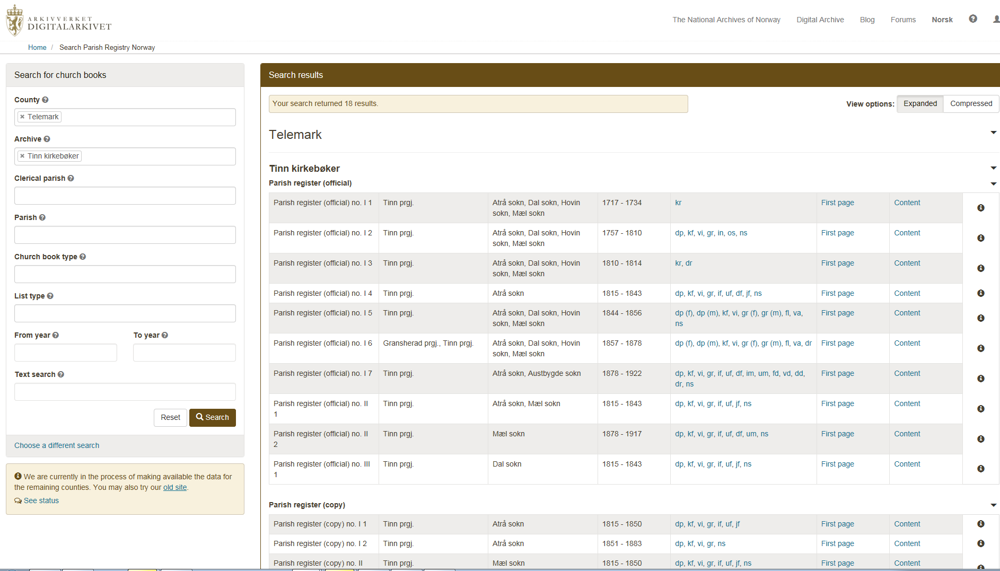 ARKIVVERKET
DIGITALARKIVET
The National Archives of Norway Digital Archive Blog Forums Norsk
Home / Search Parish Registry Norway
Search for church books
County
× Telemark
Archive
× Tinn kirkebøker
Clerical parish
Parish
Church book type
List type
From year To year
Text search
Reset Search
Choose a different search
We are currently in the process of making available the data for
the remaining counties. You may also try our old site.
See status
Search results
Your search returned 18 results.
View options: Expanded Compressed
Telemark
Tinn kirkebøker
Parish register (official)
Parish register (official) no. I 1 Tinn prgj. Atrå sokn, Dal sokn, Hovin 1717 - 1734 kr First page Content
sokn, Mæl sokn
Parish register (official) no. I 2 Tinn prgj. Atrå sokn, Dal sokn, Hovin 1757 - 1810 dp, kf, vi, gr, in, os, ns First page Content
sokn, Mæl sokn
Parish register (official) no. I 3 Tinn prgj. Atrå sokn, Dal sokn, Hovin 1810 - 1814 kr, dr First page Content
sokn, Mæl sokn
Parish register (official) no. I 4 Tinn prgj. Atrå sokn 1815 - 1843 dp, kf, vi, gr, if, uf, df, jf, ns First page Content
Parish register (official) no. I 5 Tinn prgj. Atrå sokn, Dal sokn, Hovin 1844 - 1856 dp (f), dp (m), kf, vi, gr (f), gr (m), fl, va, First page Content
sokn, Mæl sokn ns
Parish register (official) no. I 6 Gransherad prgj., Tinn prgj. Atrå sokn, Dal sokn, Hovin 1857 - 1878 dp (f), dp (m), kf, vi, gr (f), gr (m), fl, va, dr First page Content
sokn, Mæl sokn
Parish register (official) no. I 7 Tinn prgj. Atrå sokn, Austbygde sokn 1878 - 1922 dp, kf, vi, gr, if, uf, df, im, um, fd, vd, dd, First page Content
dr, ns
Parish register (official) no. II Tinn prgj. Atrå sokn, Mæl sokn 1815 - 1843 dp, kf, vi, gr, if, uf, jf, ns First page Content
1
Parish register (official) no. II Tinn prgj. Mæl sokn 1878 - 1917 dp, kf, vi, gr, if, uf, df, um, ns First page Content
2
Parish register (official) no. III Tinn prgj. Dal sokn 1815 - 1843 dp, kf, vi, gr, if, uf, jf, ns First page Content
1
Parish register (copy)
Parish register (copy) no. I 1 Tinn prgj. Atrå sokn 1815 - 1850 dp, kf, vi, gr, if, uf, jf First page Content
Parish register (copy) no. I 2 Tinn prgj. Atrå sokn 1851 - 1883 dp, kf, vi, gr, ns First page Content
Parish register (copy) no. II Tinn prgj. Mæl sokn 1815 - 1850 dp, kf, vi, gr, if, uf, jf, ns First page Content